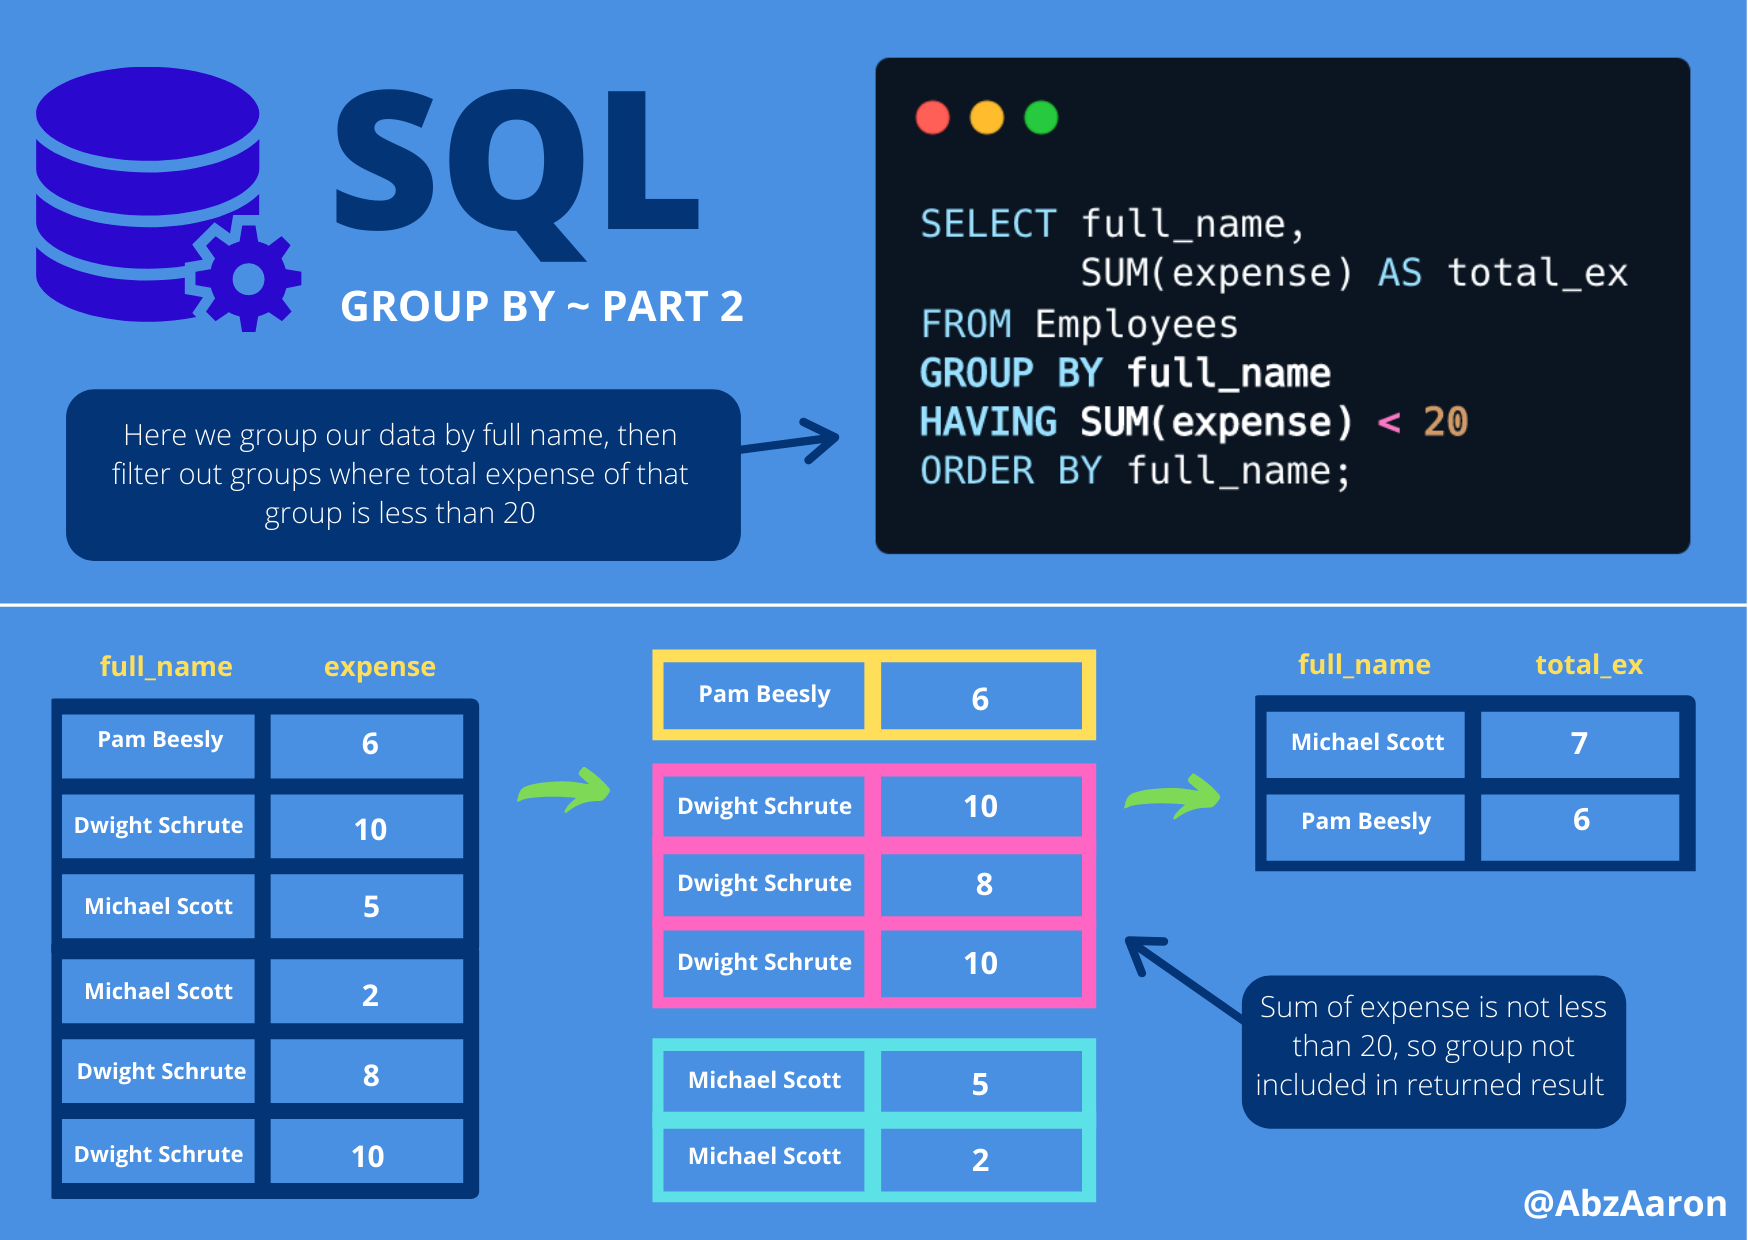 SQL
GROUP BY ~ PART 2
Here we group our data by full name, then
filter out groups where total expense of that
group is less than 20
SELECT full_name,
SUM(expense) AS total_ex
FROM Employees
GROUP BY full_name
HAVING SUM(expense) < 20
ORDER BY full_name;
full_name expense
Pam Beesly 6
Dwight Schrute 10
Michael Scott 5
Michael Scott 2
Dwight Schrute 8
Dwight Schrute 10
Pam Beesly 6
Dwight Schrute 10
Dwight Schrute 8
Dwight Schrute 10
Michael Scott 5
Michael Scott 2
full_name total_ex
Michael Scott 7
Pam Beesly 6
Sum of expense is not less
than 20, so group not
included in returned result
@AbzAaron